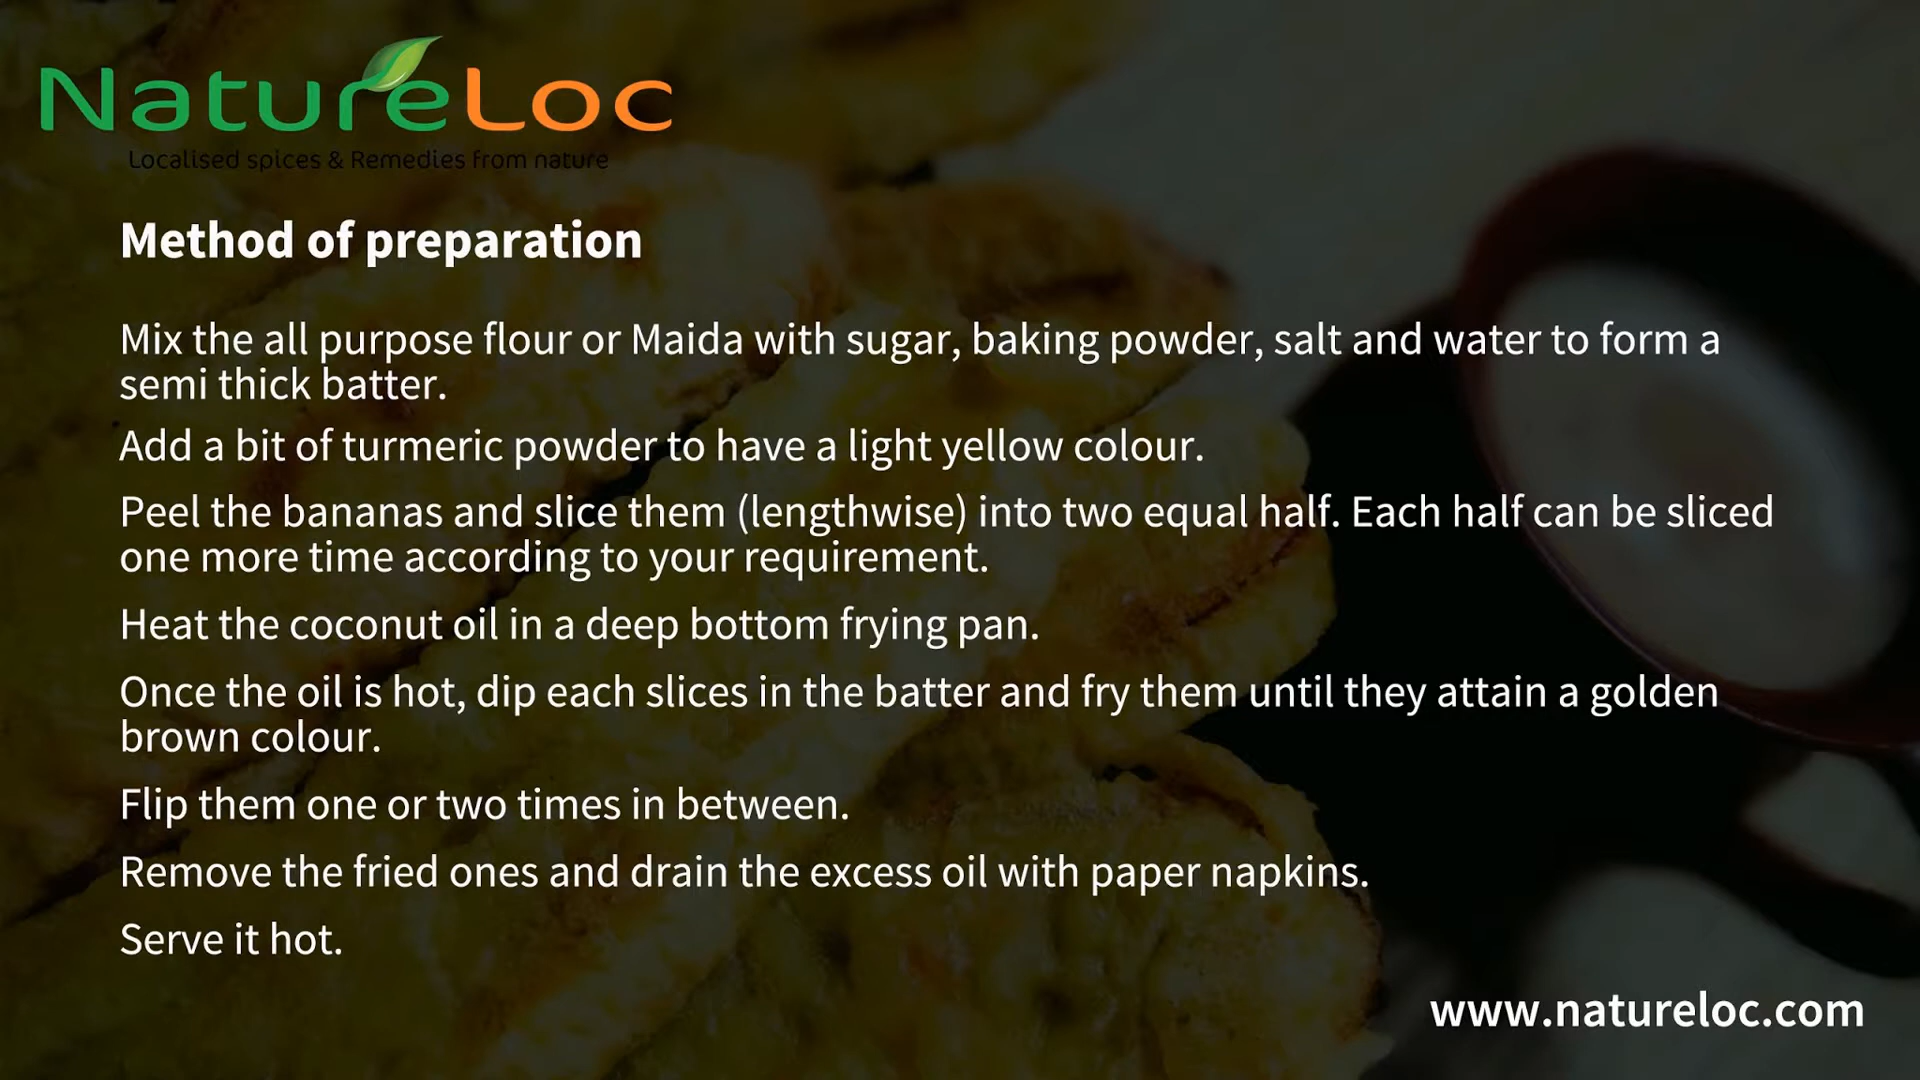 NatureLoc
Localised spices & Remedies from nature
Method of preparation
Mix the all purpose flour or Maida with sugar, baking powder, salt and water to form a
semi thick batter.
Add a bit of turmeric powder to have a light yellow colour.
Peel the bananas and slice them (lengthwise) into two equal half. Each half can be sliced
one more time according to your requirement.
Heat the coconut oil in a deep bottom frying pan.
Once the oil is hot, dip each slices in the batter and fry them until they attain a golden
brown colour.
Flip them one or two times in between.
Remove the fried ones and drain the excess oil with paper napkins.
Serve it hot.
www.natureloc.com